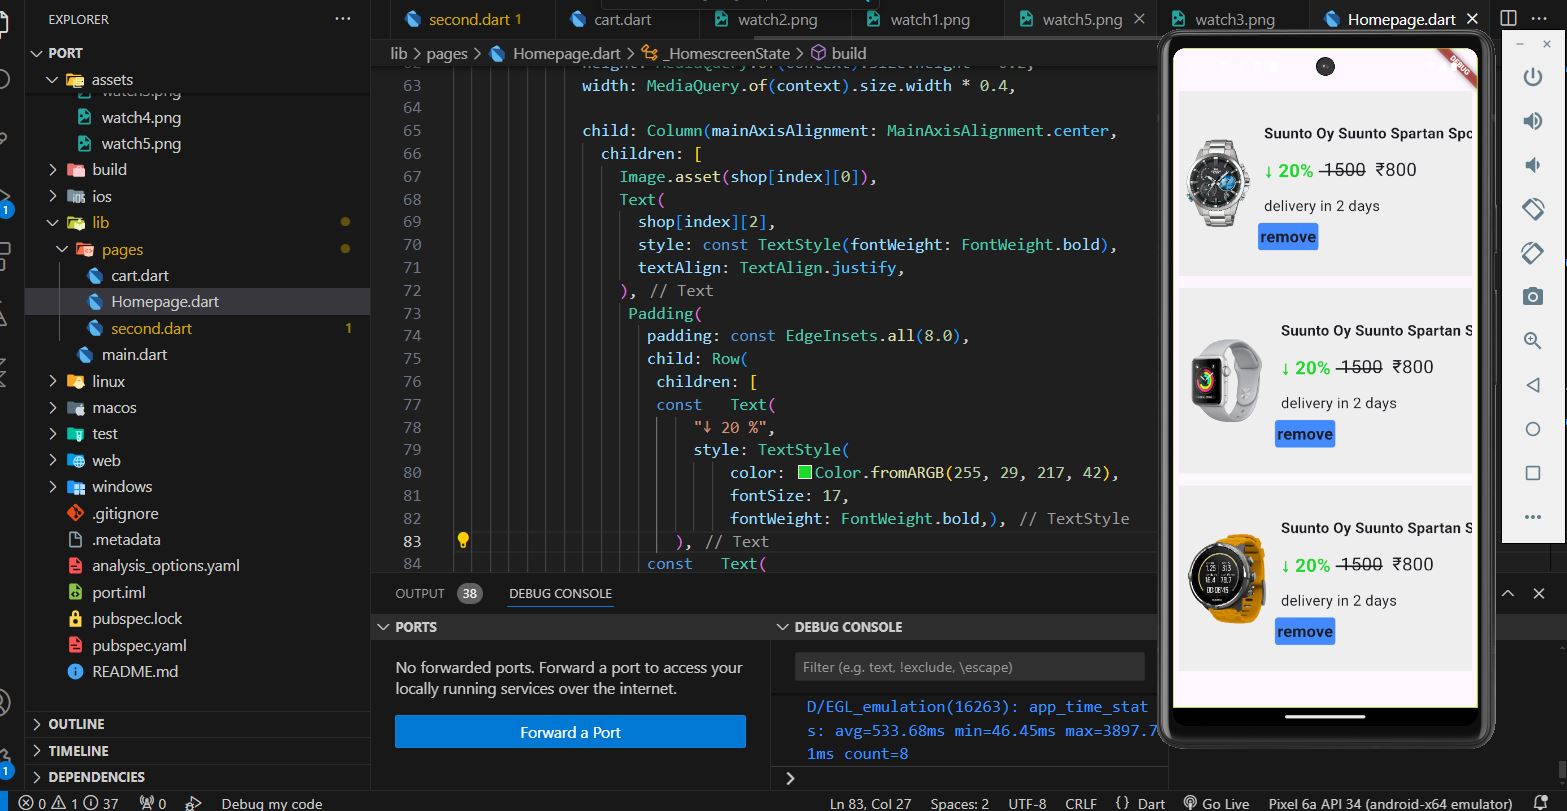 EXPLORER
···
PORT
assets
watch3.png
watch4.png
watch5.png
build
ios
lib
pages
cart.dart
Homepage.dart
second.dart 1
main.dart
linux
macos
test
web
windows
.gitignore
.metadata
analysis_options.yaml
port.iml
pubspec.lock
pubspec.yaml
README.md
OUTLINE
TIMELINE
DEPENDENCIES
1
1
second.dart 1
cart.dart
watch2.png
watch1.png
watch5.png
watch3.png
Homepage.dart
lib > pages > Homepage.dart > _HomescreenState > build
height: MediaQuery.of(context).size.height * 0.2,
63 width: MediaQuery.of(context).size.width * 0.4,
64
65 child: Column(mainAxisAlignment: MainAxisAlignment.center,
66 children: [
67 Image.asset(shop[index][0]),
68 Text(
69 shop[index][2],
70 style: const TextStyle(fontWeight: FontWeight.bold),
71 textAlign: TextAlign.justify,
72 ), // Text
73 Padding(
74 padding: const EdgeInsets.all(8.0),
75 child: Row(
76 children: [
77 const Text(
78 "↓ 20 %",
79 style: TextStyle(
80 color: Color.fromARGB(255, 29, 217, 42),
81 fontSize: 17,
82 fontWeight: FontWeight.bold,), // TextStyle
83 ), // Text
84 const Text(
OUTPUT 38 DEBUG CONSOLE
PORTS
No forwarded ports. Forward a port to access your
locally running services over the internet.
Forward a Port
DEBUG CONSOLE
Filter (e.g. text, !exclude, \escape)
D/EGL_emulation(16263): app_time_stat
s: avg=533.68ms min=46.45ms max=3897.7
1ms count=8
DEBUG
Suunto Oy Suunto Spartan Spo
↓ 20% 1500 ₹800
delivery in 2 days
remove
Suunto Oy Suunto Spartan S
↓ 20% 1500 ₹800
delivery in 2 days
remove
Suunto Oy Suunto Spartan S
↓ 20% 1500 ₹800
delivery in 2 days
remove
0 1 37 0 Debug my code Ln 83, Col 27 Spaces: 2 UTF-8 CRLF {} Dart Go Live Pixel 6a API 34 (android-x64 emulator)